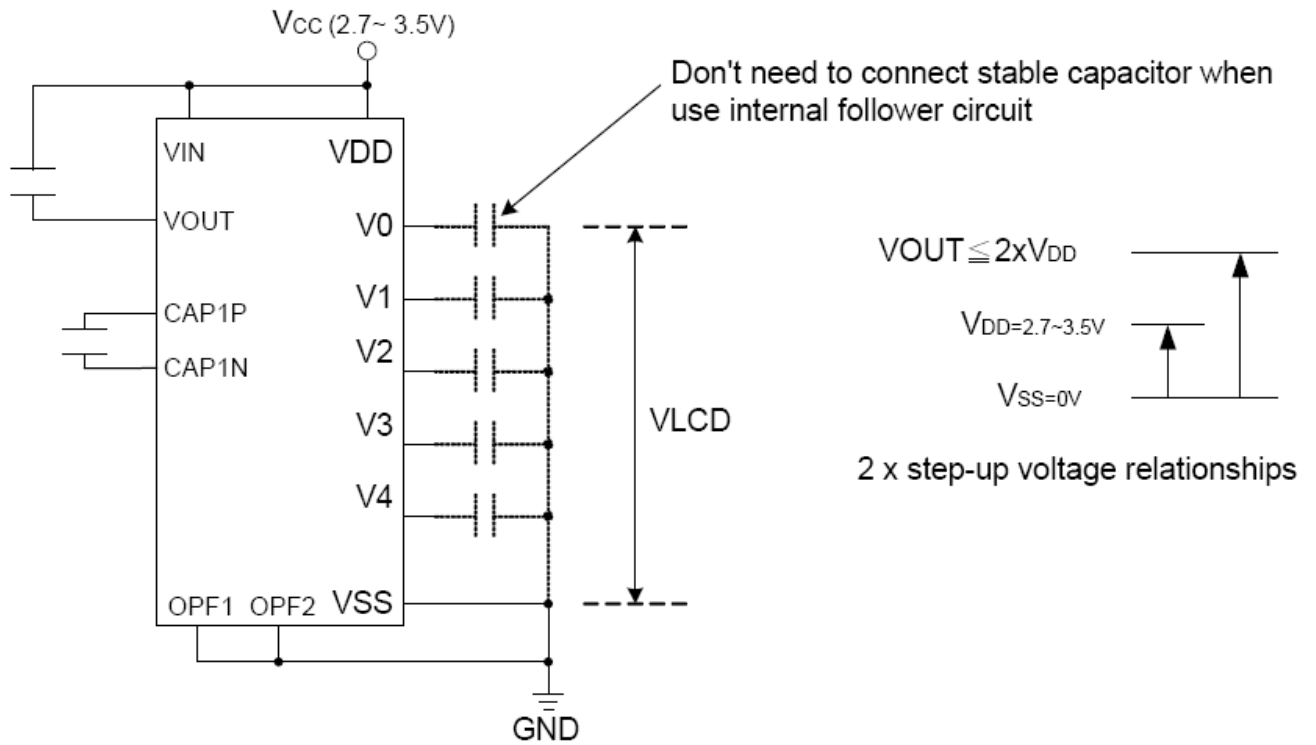 VCC (2.7~ 3.5V)
Don't need to connect stable capacitor when
use internal follower circuit
VIN
VDD
VOUT
V0
CAP1P
V1
CAP1N
V2
V3
V4
OPF1 OPF2 VSS
GND
VLCD
VOUT≦2xVDD
VDD=2.7~3.5V
VSS=0V
2 x step-up voltage relationships